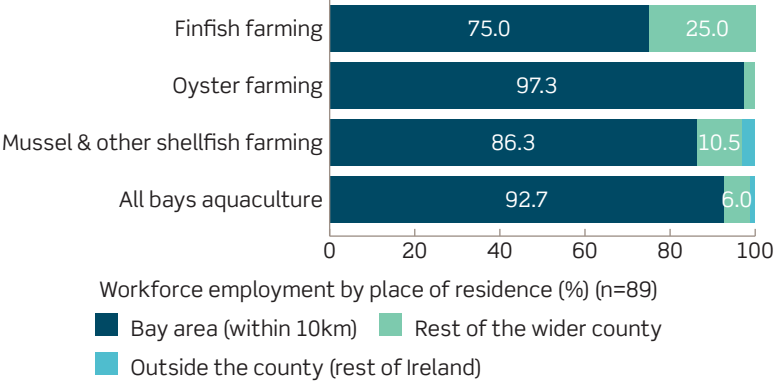 Finfish farming 75.0 25.0
Oyster farming 97.3
Mussel & other shellfish farming 86.3 10.5
All bays aquaculture 92.7 6.0
0 20 40 60 80 100
Workforce employment by place of residence (%) (n=89)
Bay area (within 10km) Rest of the wider county
Outside the county (rest of Ireland)